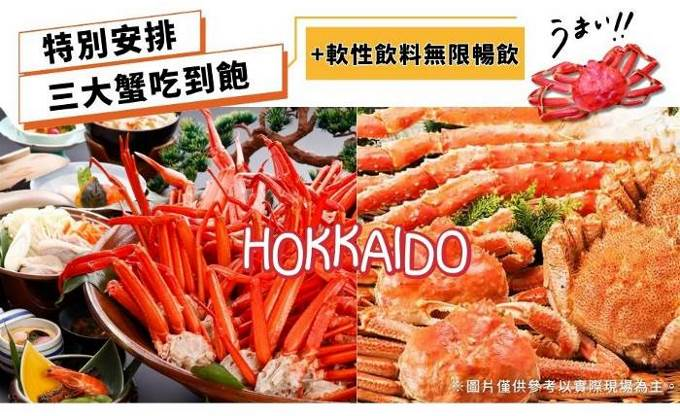 特別安排
三大蟹吃到飽
+軟性飲料無限暢飲
うまい!!
HOKKAIDO
※圖片僅供參考以實際現場為主。